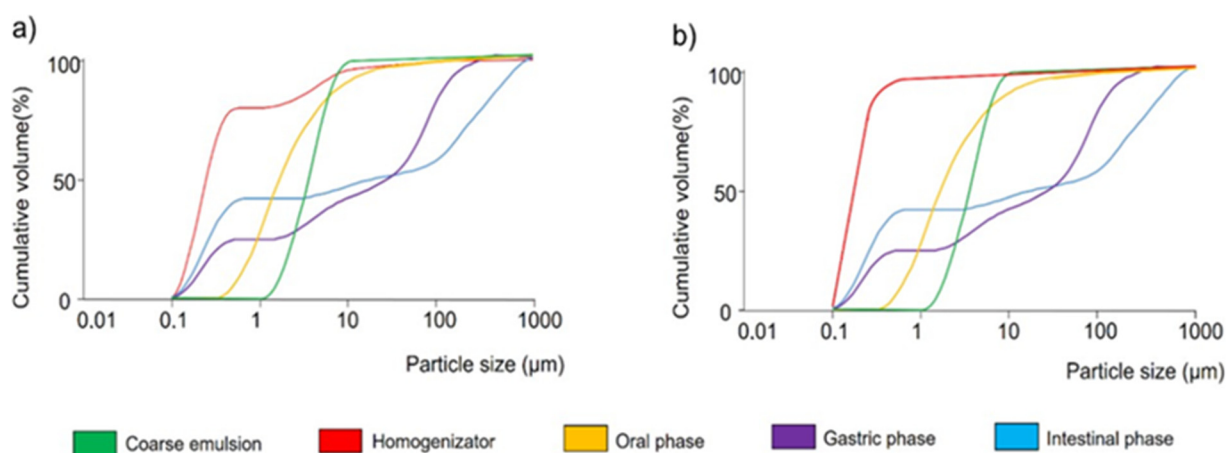 a)
Cumulative volume(%)
100
50
0
0.01 0.1 1 10 100 1000
Particle size (µm)
b)
Cumulative volume(%)
100
50
0
0.01 0.1 1 10 100 1000
Particle size (µm)
Coarse emulsion Homogenizator Oral phase Gastric phase Intestinal phase